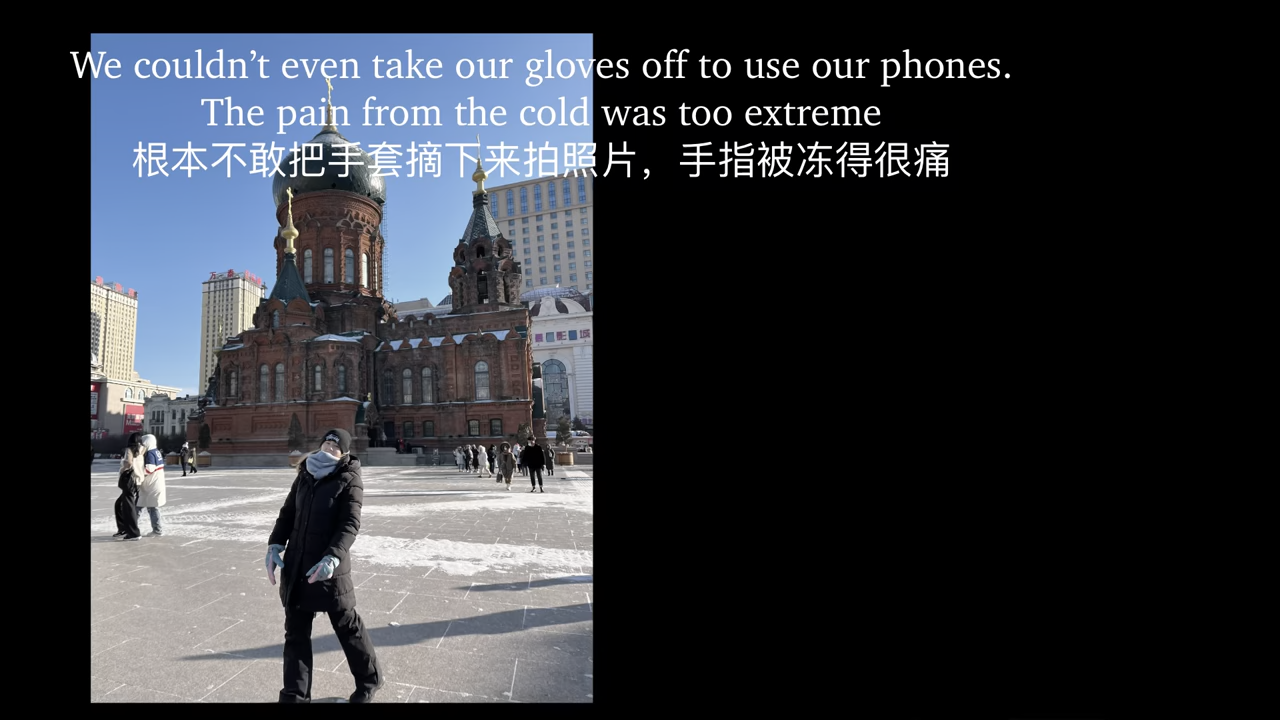 We couldn’t even take our gloves off to use our phones.
The pain from the cold was too extreme
根本不敢把手套摘下来拍照片，手指被冻得很痛